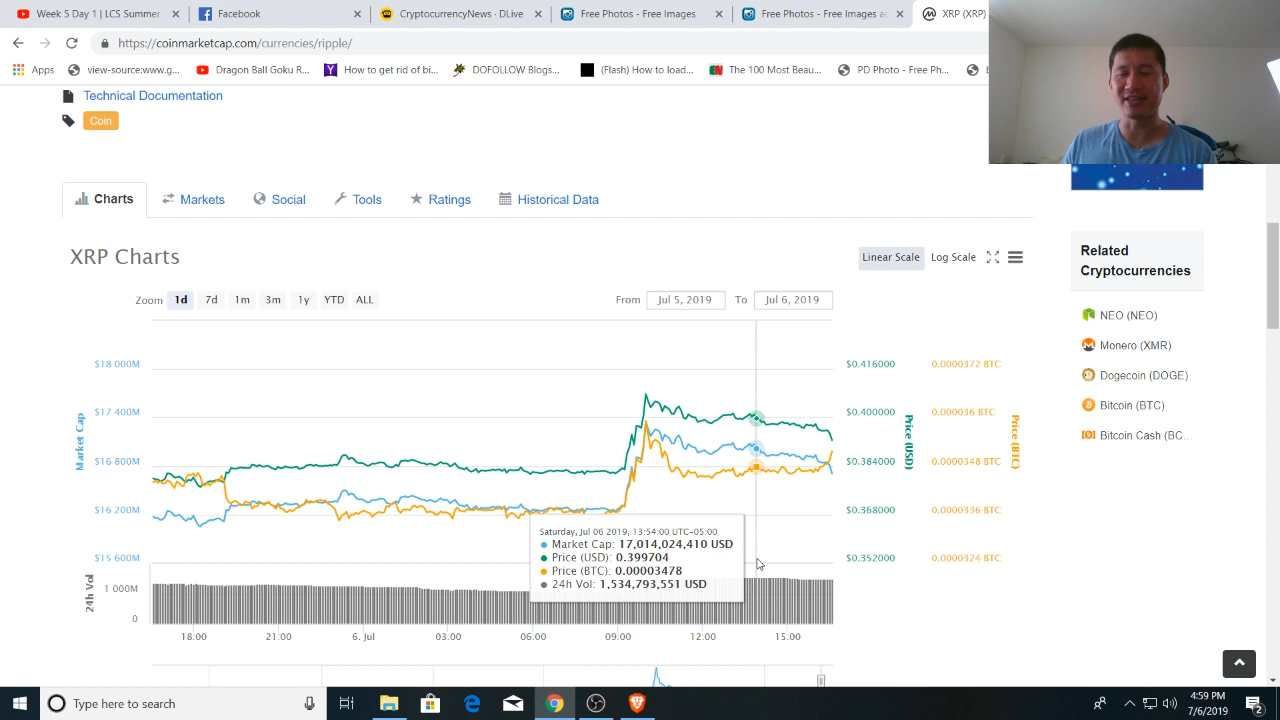 Week 5 Day 1 | LCS Summer
Facebook
CryptocurrencyNews - DLive
Free Photos - Free Images
Free Photos - Free Images ac
XRP (XRP)
https://coinmarketcap.com/currencies/ripple/
Apps
view-source:www.g...
Dragon Ball Goku R...
How to get rid of bi...
DOFOLLOW Blogs...
(Flash) How to load...
The 100 Most Beau...
PD Photo - Free Ph...
Technical Documentation
Coin
Charts
Markets
Social
Tools
Ratings
Historical Data
XRP Charts
Linear Scale
Log Scale
Zoom 1d 7d 1m 3m 1y YTD ALL
From Jul 5, 2019 To Jul 6, 2019
$18 000M
$17 400M
$16 800M
$16 200M
$15 600M
Market Cap
1 000M
0
24h Vol
$0.416000
$0.400000
$0.384000
$0.368000
$0.352000
Price (USD)
0.0000372 BTC
0.000036 BTC
0.0000348 BTC
0.0000336 BTC
0.0000324 BTC
Price (BTC)
Saturday, Jul 06 2019, 13:54:00 UTC-05:00
Market Cap: 17,014,024,410 USD
Price (USD): 0.399704
Price (BTC): 0.00003478
24h Vol: 1,534,793,551 USD
18:00 21:00 6. Jul 03:00 06:00 09:00 12:00 15:00
Related
Cryptocurrencies
NEO (NEO)
Monero (XMR)
Dogecoin (DOGE)
Bitcoin (BTC)
Bitcoin Cash (BC...
Type here to search
4:59 PM
7/6/2019
2